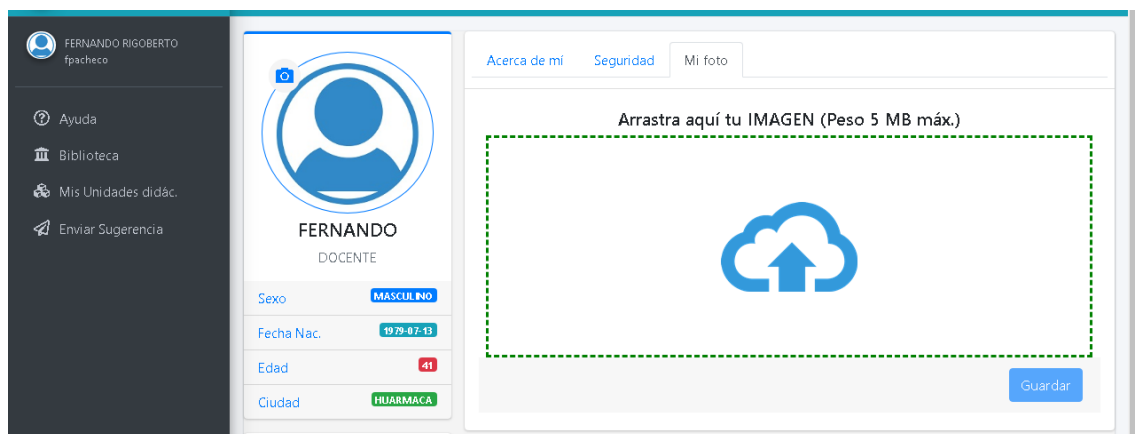 FERNANDO RIGOBERTO
fpacheco
Ayuda
Biblioteca
Mis Unidades didác.
Enviar Sugerencia
FERNANDO
DOCENTE
Sexo MASCULINO
Fecha Nac. 1979-07-13
Edad 41
Ciudad HUARMACA
Acerca de mí Seguridad Mi foto
Arrastra aquí tu IMAGEN (Peso 5 MB máx.)
Guardar